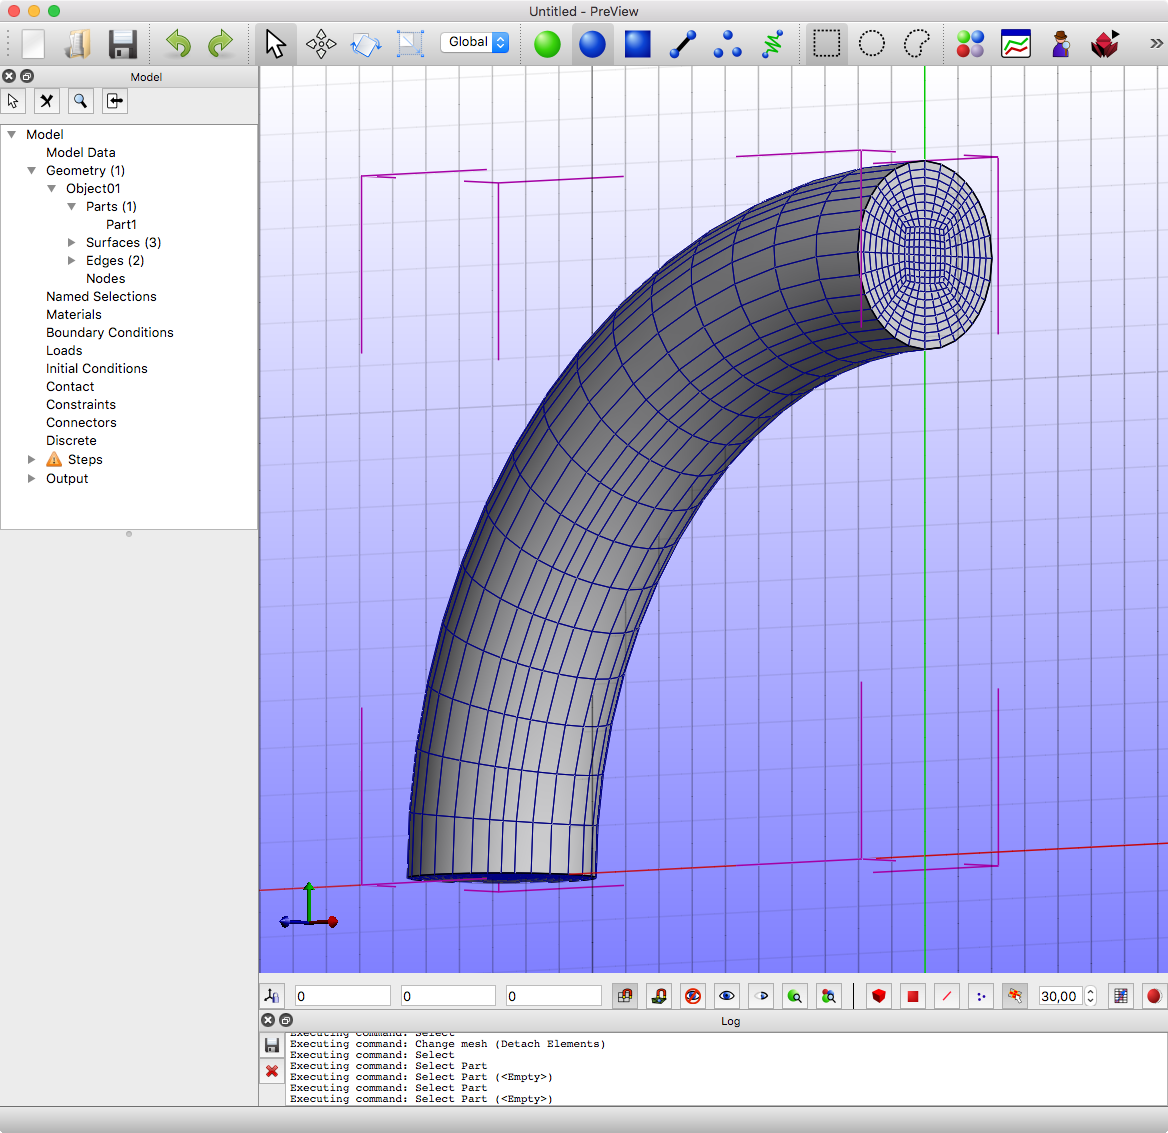 Untitled - PreView
Global
Model
Model
Model Data
Geometry (1)
Object01
Parts (1)
Part1
Surfaces (3)
Edges (2)
Nodes
Named Selections
Materials
Boundary Conditions
Loads
Initial Conditions
Contact
Constraints
Connectors
Discrete
Steps
Output
0
0
0
30,00
Log
Executing command: Select
Executing command: Change mesh (Detach Elements)
Executing command: Select
Executing command: Select Part
Executing command: Select Part (<Empty>)
Executing command: Select Part
Executing command: Select Part (<Empty>)